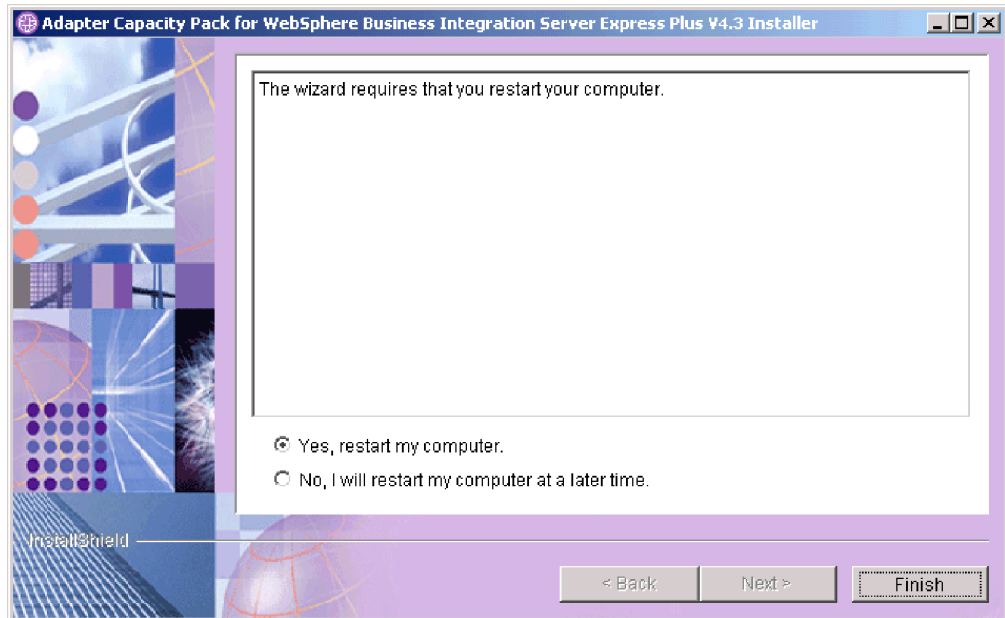 Adapter Capacity Pack for WebSphere Business Integration Server Express Plus V4.3 Installer
The wizard requires that you restart your computer.
Yes, restart my computer.
No, I will restart my computer at a later time.
InstallShield
< Back
Next >
Finish